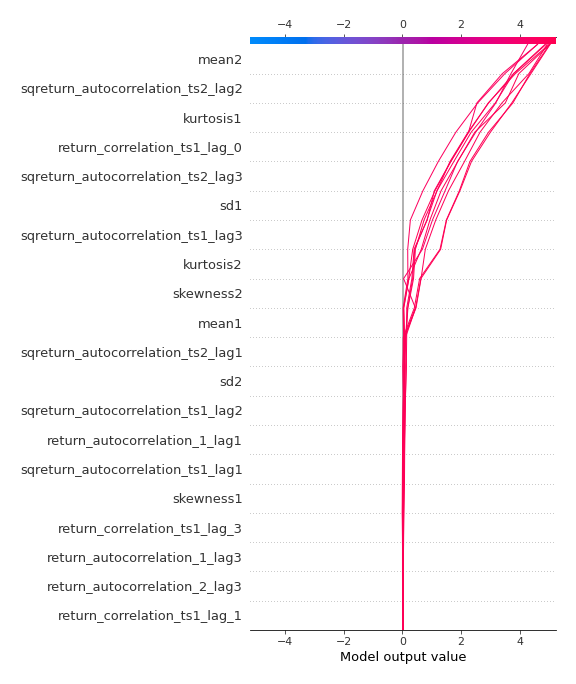 −4 −2 0 2 4
mean2
sqreturn_autocorrelation_ts2_lag2
kurtosis1
return_correlation_ts1_lag_0
sqreturn_autocorrelation_ts2_lag3
sd1
sqreturn_autocorrelation_ts1_lag3
kurtosis2
skewness2
mean1
sqreturn_autocorrelation_ts2_lag1
sd2
sqreturn_autocorrelation_ts1_lag2
return_autocorrelation_1_lag1
sqreturn_autocorrelation_ts1_lag1
skewness1
return_correlation_ts1_lag_3
return_autocorrelation_1_lag3
return_autocorrelation_2_lag3
return_correlation_ts1_lag_1
−4 −2 0 2 4
Model output value